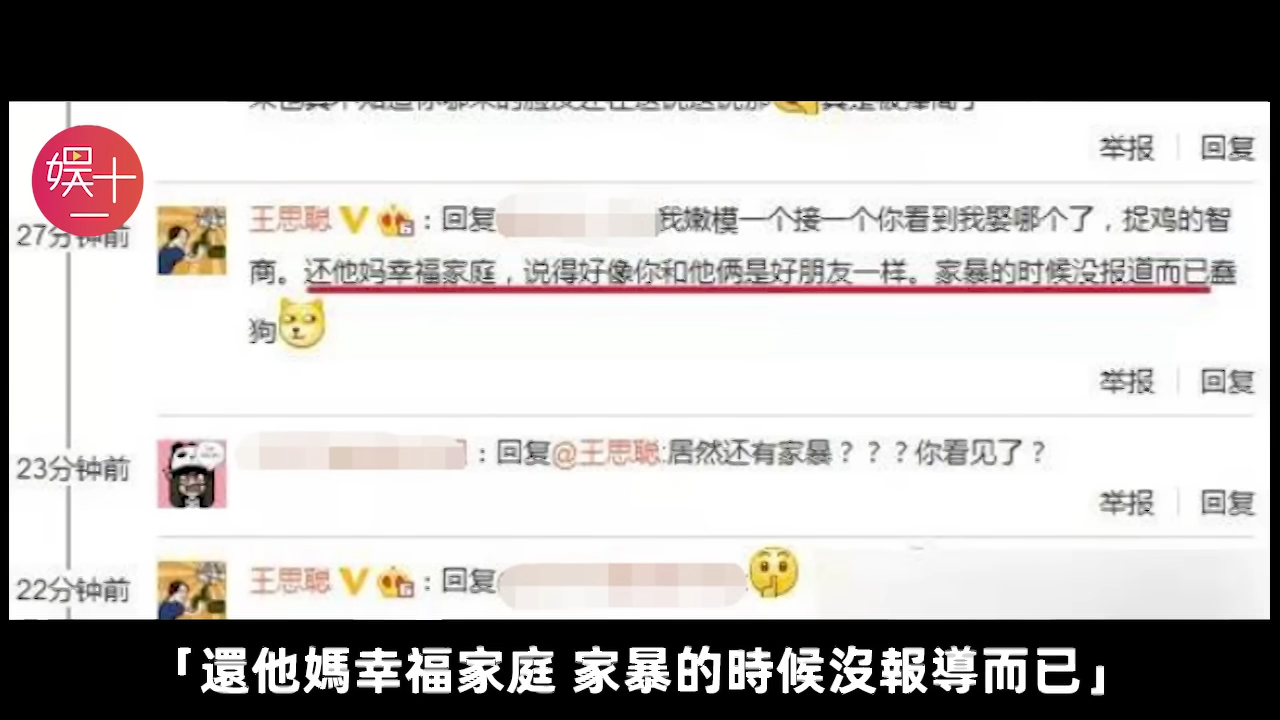 举报 回复
娱十一
27分钟前
王思聪 : 回复 我嫩模一个接一个你看到我娶哪个了，捉鸡的智
商。还他妈幸福家庭，说得好像你和他俩是好朋友一样。家暴的时候没报道而已蠢
狗
举报 回复
23分钟前
: 回复@王思聪:居然还有家暴？？？你看见了？
举报 回复
22分钟前
王思聪 : 回复
「還他媽幸福家庭 家暴的時候沒報導而已」